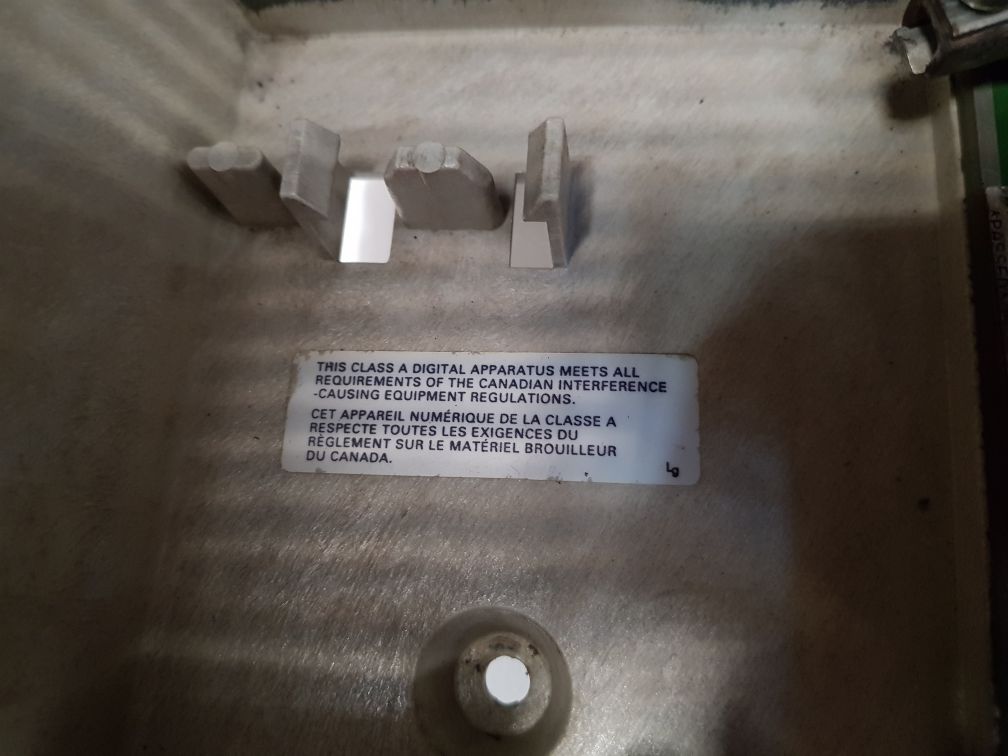 THIS CLASS A DIGITAL APPARATUS MEETS ALL
REQUIREMENTS OF THE CANADIAN INTERFERENCE
-CAUSING EQUIPMENT REGULATIONS.
CET APPAREIL NUMÉRIQUE DE LA CLASSE A
RESPECTE TOUTES LES EXIGENCES DU
RÈGLEMENT SUR LE MATÉRIEL BROUILLEUR
DU CANADA.